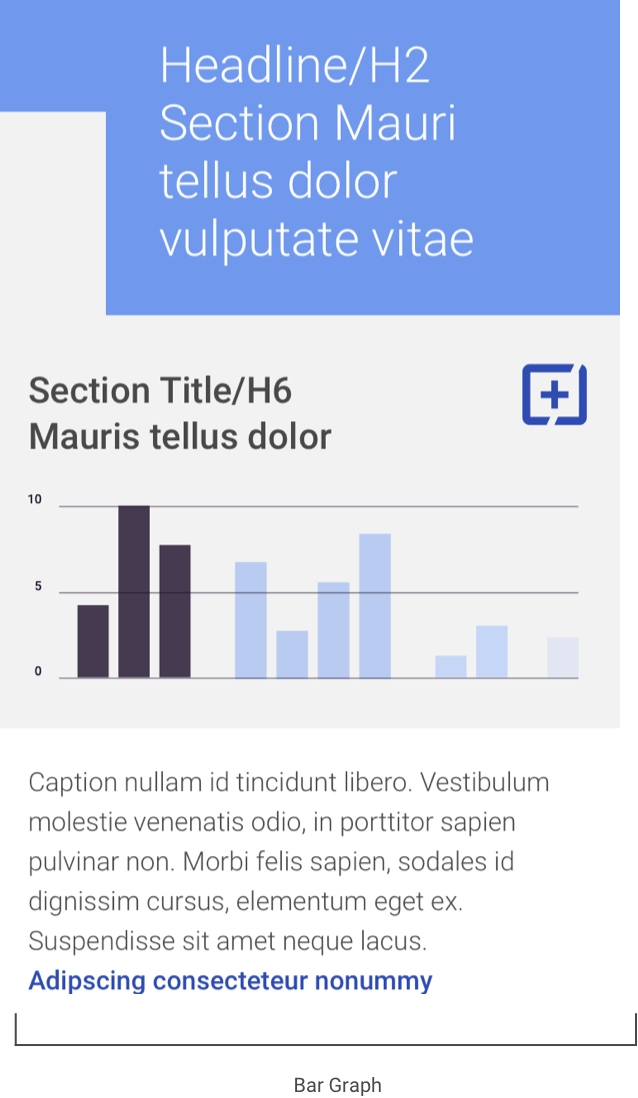 Headline/H2
Section Mauri
tellus dolor
vulputate vitae
Section Title/H6
Mauris tellus dolor
10
5
0
Caption nullam id tincidunt libero. Vestibulum
molestie venenatis odio, in porttitor sapien
pulvinar non. Morbi felis sapien, sodales id
dignissim cursus, elementum eget ex.
Suspendisse sit amet neque lacus.
Adipscing consecteteur nonummy
Bar Graph